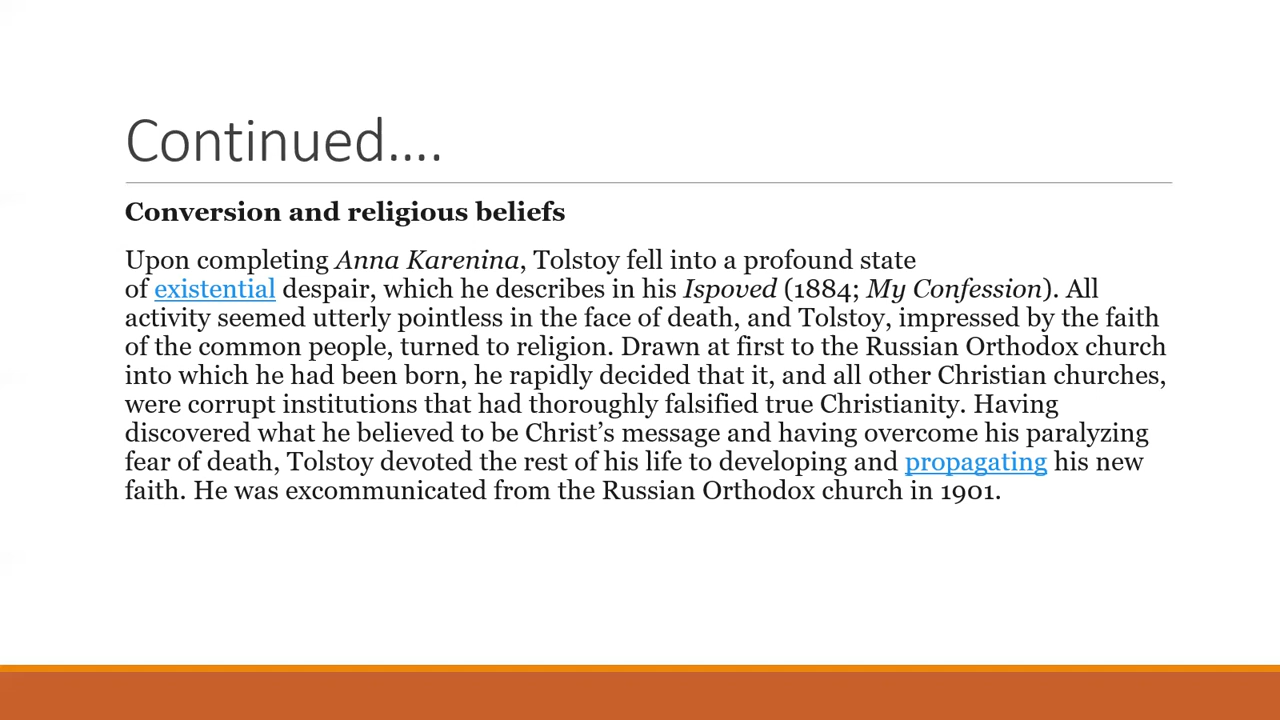 Continued….
Conversion and religious beliefs
Upon completing Anna Karenina, Tolstoy fell into a profound state
of existential despair, which he describes in his Ispoved (1884; My Confession). All
activity seemed utterly pointless in the face of death, and Tolstoy, impressed by the faith
of the common people, turned to religion. Drawn at first to the Russian Orthodox church
into which he had been born, he rapidly decided that it, and all other Christian churches,
were corrupt institutions that had thoroughly falsified true Christianity. Having
discovered what he believed to be Christ’s message and having overcome his paralyzing
fear of death, Tolstoy devoted the rest of his life to developing and propagating his new
faith. He was excommunicated from the Russian Orthodox church in 1901.